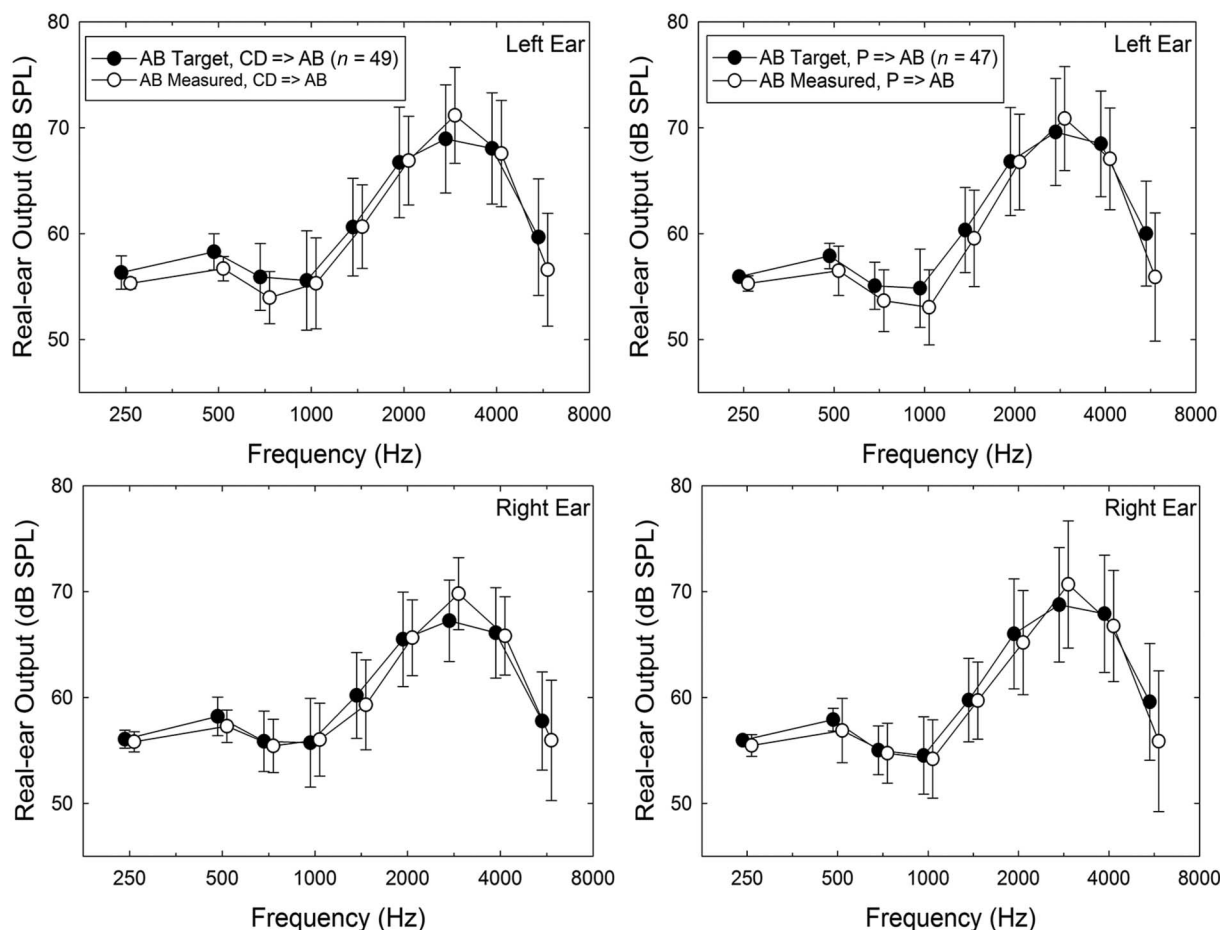 80
70
60
50
Real-ear Output (dB SPL)
AB Target, CD => AB (n = 49)
AB Measured, CD => AB
Left Ear
250 500 1000 2000 4000 8000
Frequency (Hz)
80
70
60
50
Real-ear Output (dB SPL)
AB Target, P => AB (n = 47)
AB Measured, P => AB
Left Ear
250 500 1000 2000 4000 8000
Frequency (Hz)
80
70
60
50
Real-ear Output (dB SPL)
Right Ear
250 500 1000 2000 4000 8000
Frequency (Hz)
80
70
60
50
Real-ear Output (dB SPL)
Right Ear
250 500 1000 2000 4000 8000
Frequency (Hz)